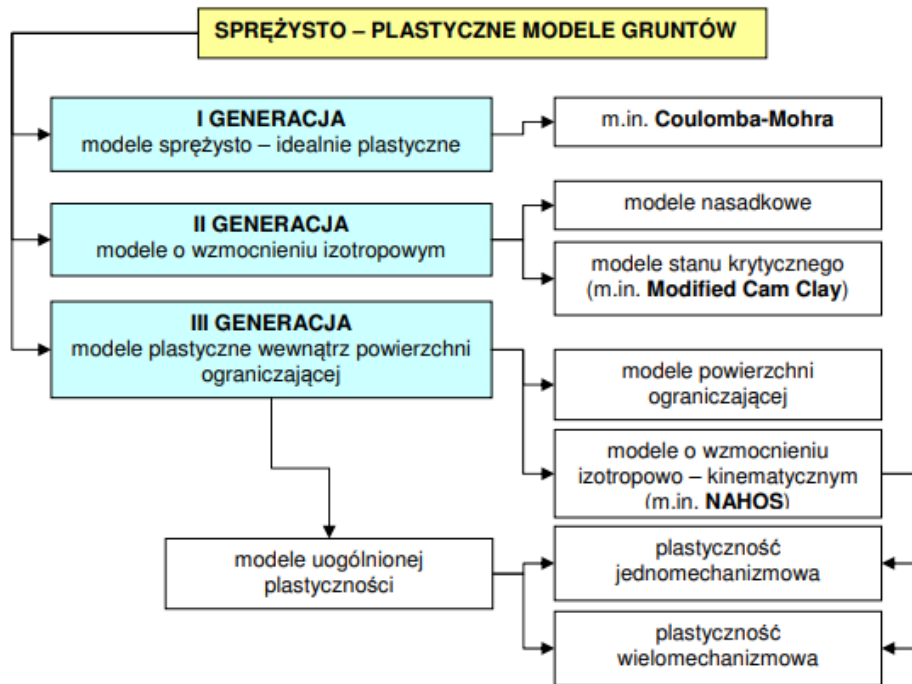 SPRĘŻYSTO – PLASTYCZNE MODELE GRUNTÓW
I GENERACJA
modele sprężysto – idealnie plastyczne
m.in. Coulomba-Mohra
II GENERACJA
modele o wzmocnieniu izotropowym
modele nasadkowe
modele stanu krytycznego
(m.in. Modified Cam Clay)
III GENERACJA
modele plastyczne wewnątrz powierzchni
ograniczającej
modele powierzchni
ograniczającej
modele o wzmocnieniu
izotropowo – kinematycznym
(m.in. NAHOS)
modele uogólnionej
plastyczności
plastyczność
jednomechanizmowa
plastyczność
wielomechanizmowa